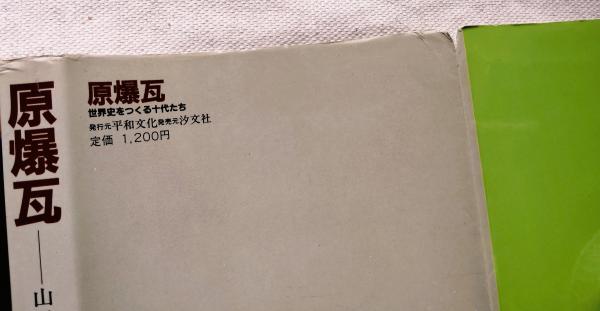 原爆瓦
世界史をつくる十代たち
発行元平和文化発売元汐文社
定価 1,200円
原爆瓦――山